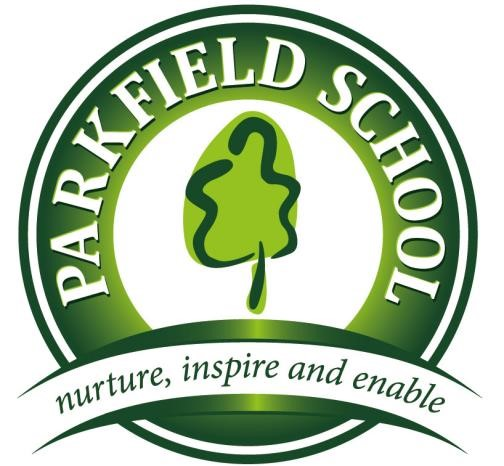 PARKFIELD SCHOOL
nurture, inspire and enable